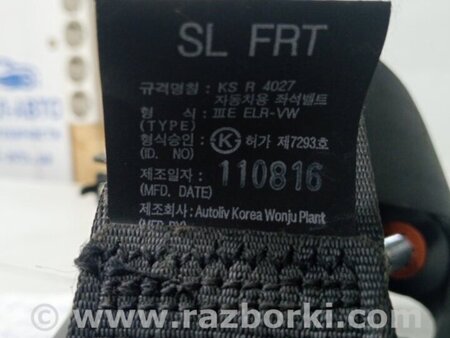 SL FRT
규격명칭 : KS R 4027
자동차용 좌석벨트
형 식 : ⅢE ELR-VW
(TYPE)
형식승인 : Ⓚ 허가 제7293호
(ID. NO)
제조일자 : 110816
(MFD. DATE)
제조회사 : Autoliv Korea Wonju Plant
www.razborki.com